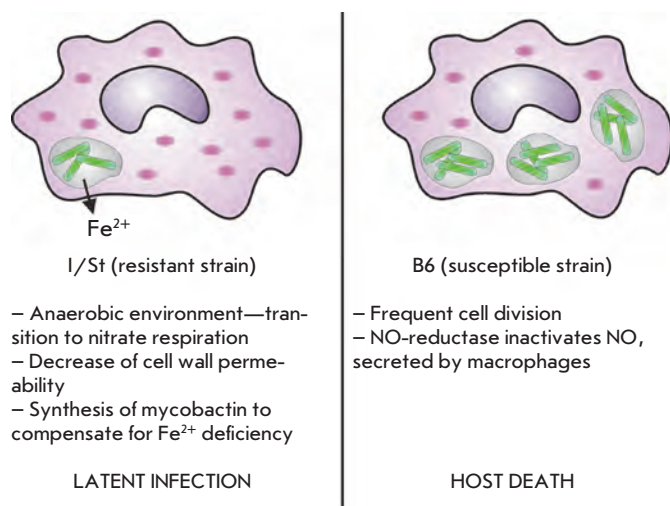 Fe²⁺
I/St (resistant strain)
– Anaerobic environment—tran-
sition to nitrate respiration
– Decrease of cell wall perme-
ability
– Synthesis of mycobactin to
compensate for Fe²⁺ deficiency
LATENT INFECTION
B6 (susceptible strain)
– Frequent cell division
– NO-reductase inactivates NO,
secreted by macrophages
HOST DEATH